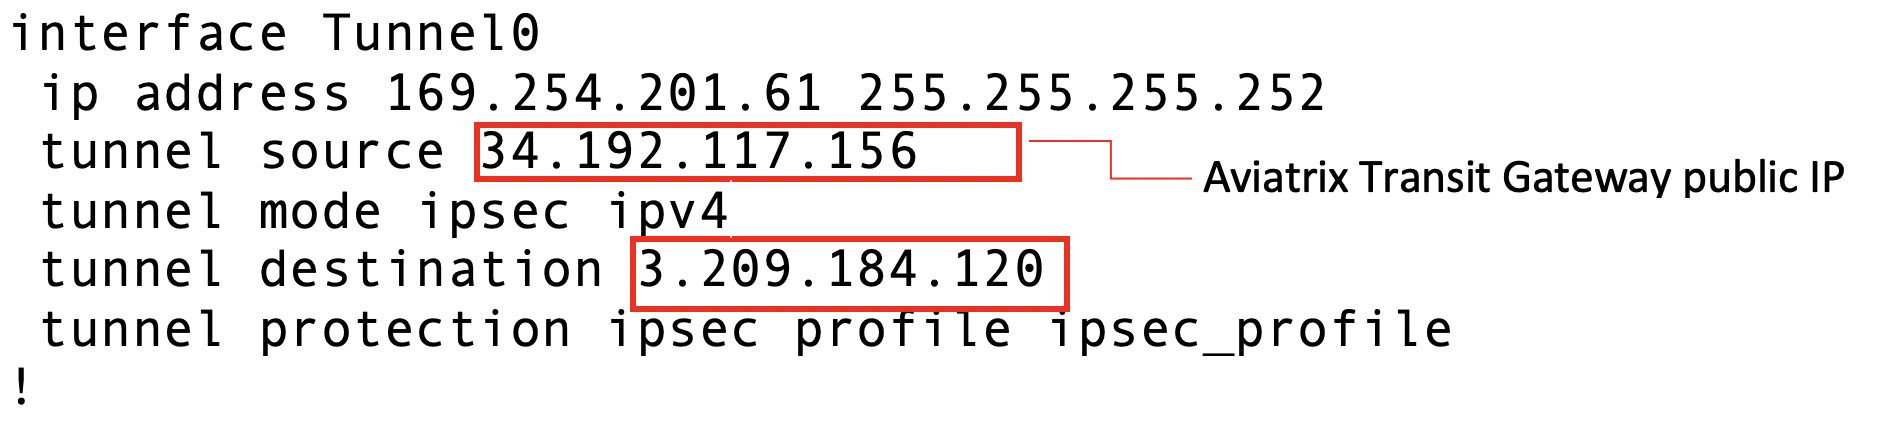 interface Tunnel0
ip address 169.254.201.61 255.255.255.252
tunnel source 34.192.117.156
Aviatrix Transit Gateway public IP
tunnel mode ipsec ipv4
tunnel destination 3.209.184.120
tunnel protection ipsec profile ipsec_profile
!